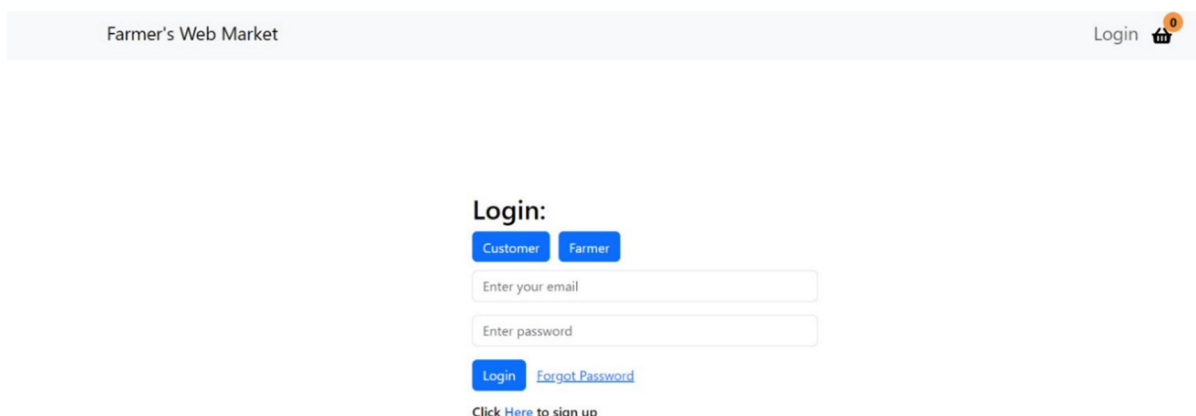 Farmer's Web Market
Login
0
Login:
Customer Farmer
Enter your email
Enter password
Login Forgot Password
Click Here to sign up